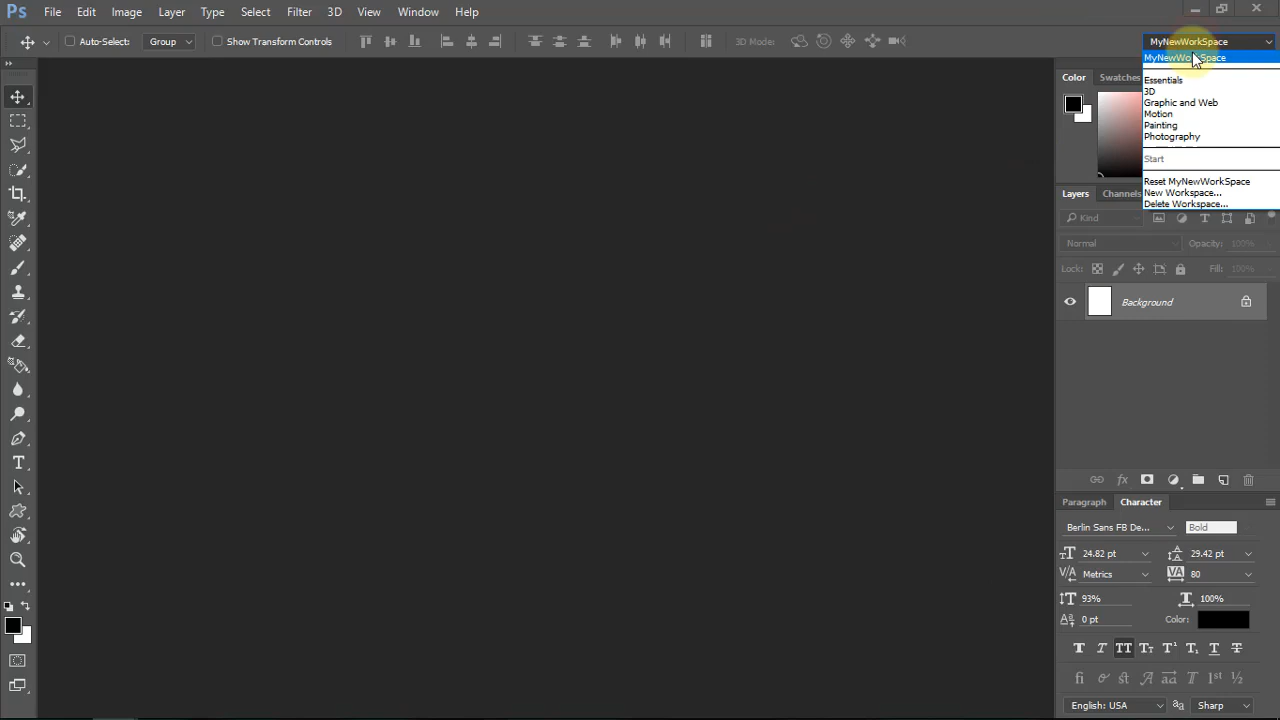 Ps File Edit Image Layer Type Select Filter 3D View Window Help
Auto-Select: Group Show Transform Controls 3D Mode: MyNewWorkSpace
MyNewWorkSpace
Essentials
3D
Graphic and Web
Motion
Painting
Photography
Start
Reset MyNewWorkSpace
New Workspace...
Delete Workspace...
Color Swatches
Layers Channels
Kind
Normal Opacity: 100%
Lock: Fill: 100%
Background
Paragraph Character
Berlin Sans FB De... Bold
24.82 pt 29.42 pt
Metrics 80
93% 100%
0 pt Color:
English: USA Sharp